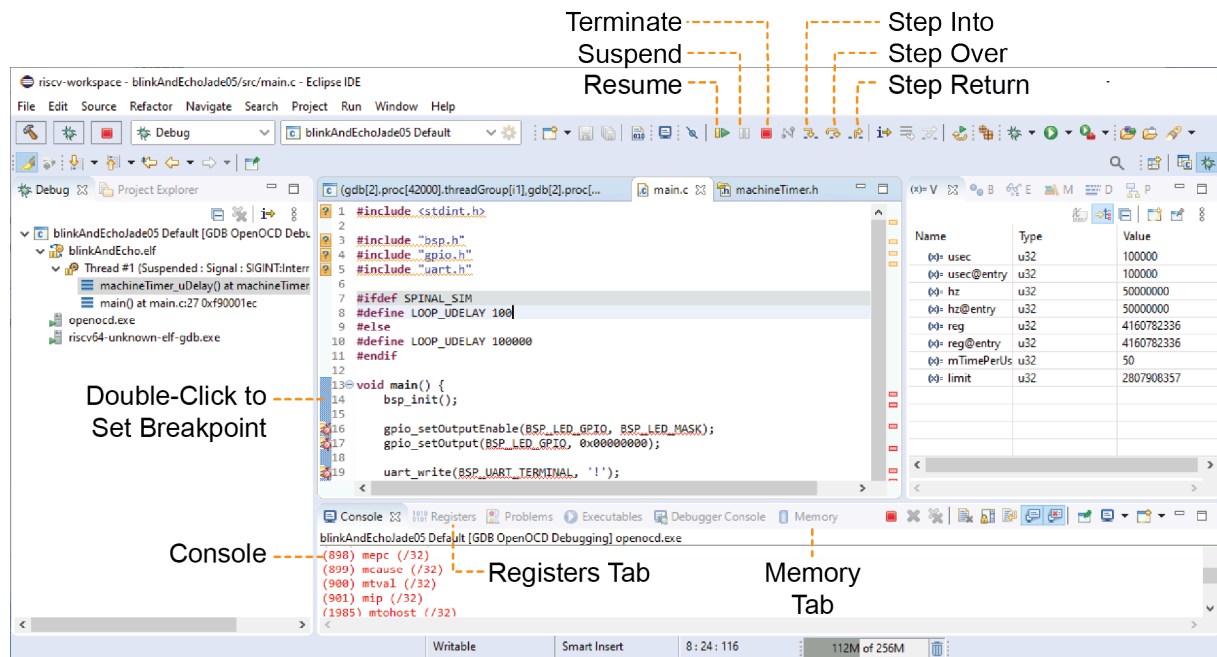 Terminate
Step Into
Suspend
Step Over
Resume
Step Return
riscv-workspace - blinkAndEchoJade05/src/main.c - Eclipse IDE
File Edit Source Refactor Navigate Search Project Run Window Help
Debug
blinkAndEchoJade05 Default
Debug
Project Explorer
blinkAndEchoJade05 Default [GDB OpenOCD Debu
blinkAndEcho.elf
Thread #1 (Suspended : Signal : SIGINT:Interr
machineTimer_uDelay() at machineTimer
main() at main.c:27 0xf90001ec
openocd.exe
riscv64-unknown-elf-gdb.exe
Double-Click to
Set Breakpoint
(gdb[2].proc[42000].threadGroup[i1],gdb[2].proc[...
main.c
machineTimer.h
1 #include <stdint.h>
2
3 #include "bsp.h"
4 #include "gpio.h"
5 #include "uart.h"
6
7 #ifdef SPINAL_SIM
8 #define LOOP_UDELAY 100
9 #else
10 #define LOOP_UDELAY 100000
11 #endif
12
13 void main() {
14 bsp_init();
15
16 gpio_setOutputEnable(BSP_LED_GPIO, BSP_LED_MASK);
17 gpio_setOutput(BSP_LED_GPIO, 0x00000000);
18
19 uart_write(BSP_UART_TERMINAL, '!');
(x)= V B E M D P
Name Type Value
(x)= usec u32 100000
(x)= usec@entry u32 100000
(x)= hz u32 50000000
(x)= hz@entry u32 50000000
(x)= reg u32 4160782336
(x)= reg@entry u32 4160782336
(x)= mTimePerUs u32 50
(x)= limit u32 2807908357
Console Registers Problems Executables Debugger Console Memory
blinkAndEchoJade05 Default [GDB OpenOCD Debugging] openocd.exe
(898) mepc (/32)
(899) mcause (/32)
(900) mtval (/32)
(901) mip (/32)
(1985) mtohost (/32)
Console
Registers Tab
Memory
Tab
Writable Smart Insert 8 : 24 : 116 112M of 256M